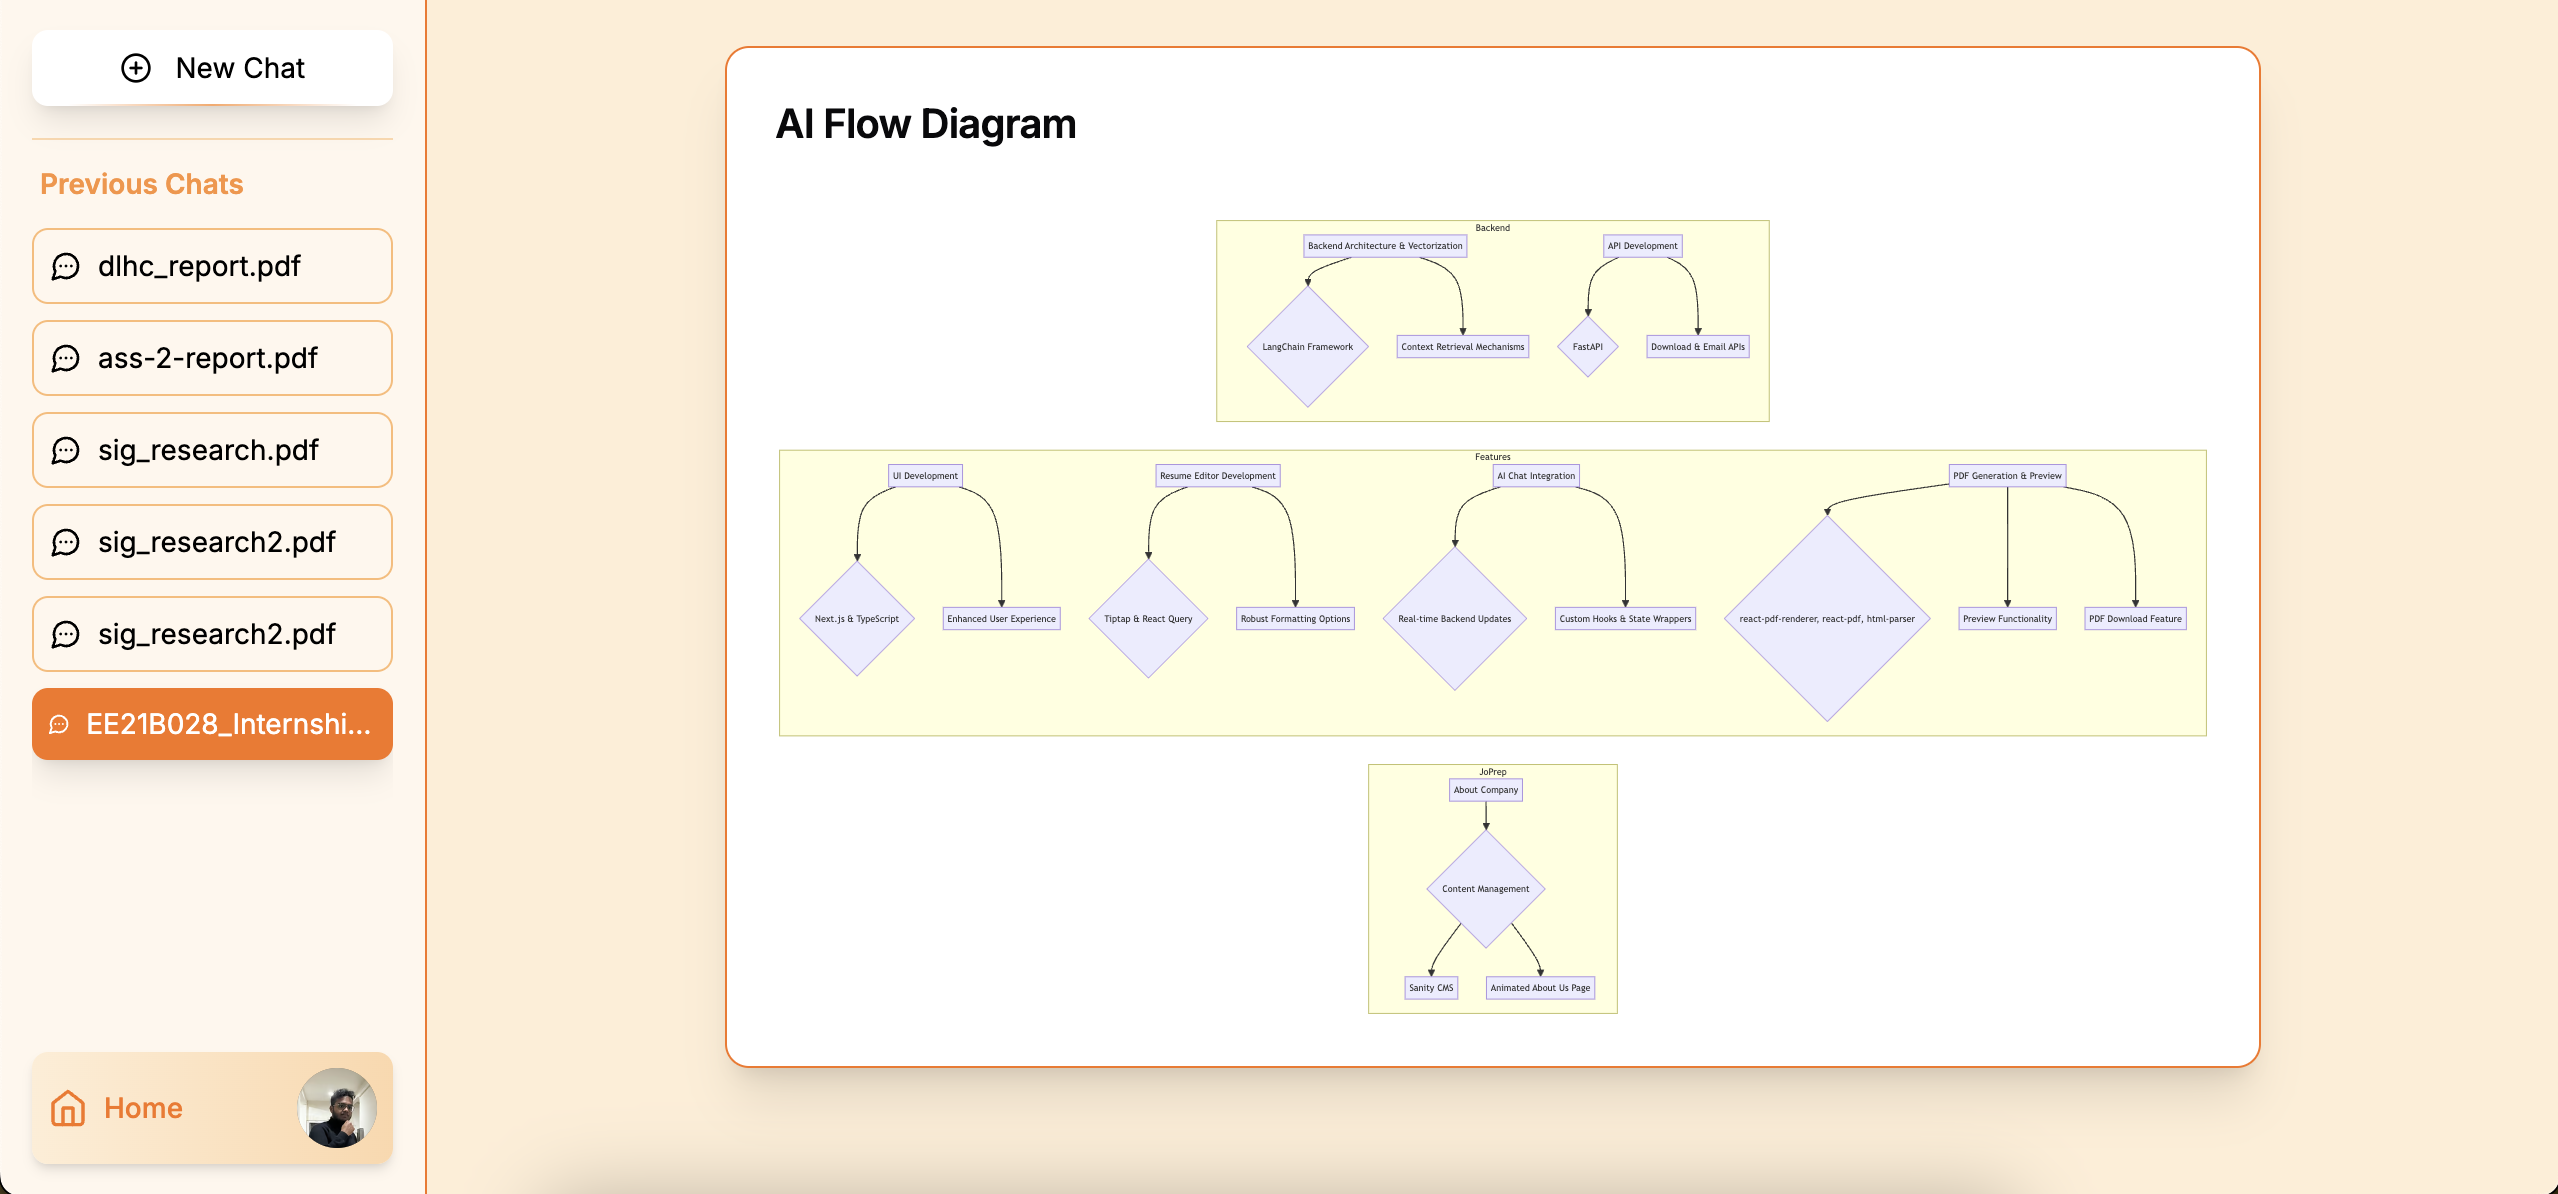 New Chat
Previous Chats
dlhc_report.pdf
ass-2-report.pdf
sig_research.pdf
sig_research2.pdf
sig_research2.pdf
EE21B028_Internshi...
Home
AI Flow Diagram
Backend
Backend Architecture & Vectorization
API Development
LangChain Framework
Context Retrieval Mechanisms
FastAPI
Download & Email APIs
Features
UI Development
Resume Editor Development
AI Chat Integration
PDF Generation & Preview
Next.js & TypeScript
Enhanced User Experience
Tiptap & React Query
Robust Formatting Options
Real-time Backend Updates
Custom Hooks & State Wrappers
react-pdf-renderer, react-pdf, html-parser
Preview Functionality
PDF Download Feature
JoPrep
About Company
Content Management
Sanity CMS
Animated About Us Page